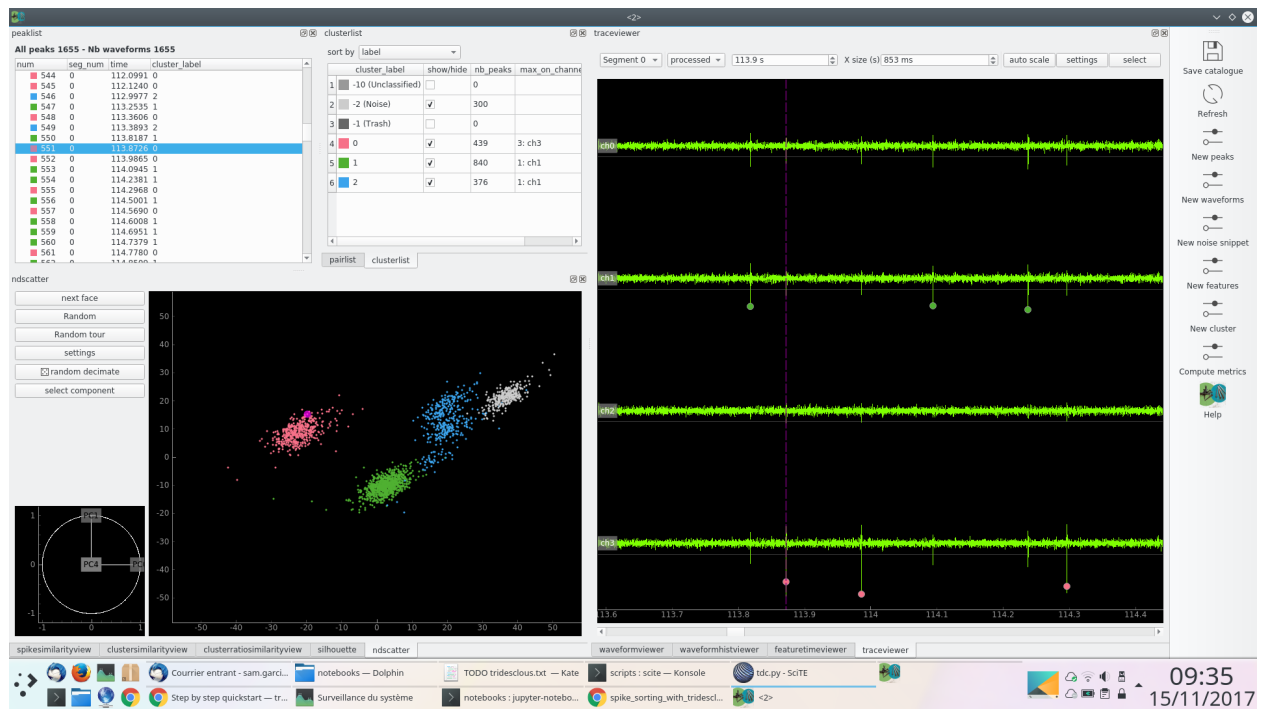 <2>
peaklist
All peaks 1655 - Nb waveforms 1655
num seg_num time cluster_label
544 0 112.0991 0
545 0 112.1240 0
546 0 112.9977 2
547 0 113.2535 1
548 0 113.3606 0
549 0 113.3893 2
550 0 113.8187 1
551 0 113.8726 0
552 0 113.9865 0
553 0 114.0945 1
554 0 114.2381 1
555 0 114.2968 0
556 0 114.5001 1
557 0 114.5690 0
558 0 114.6008 1
559 0 114.6951 1
560 0 114.7379 1
561 0 114.7780 0
clusterlist
sort by label
cluster_label show/hide nb_peaks max_on_channe
1 -10 (Unclassified) 0
2 -2 (Noise) 300
3 -1 (Trash) 0
4 0 439 3: ch3
5 1 840 1: ch1
6 2 376 1: ch1
pairlist clusterlist
ndscatter
next face
Random
Random tour
settings
random decimate
select component
50
40
30
20
10
0
-10
-20
-30
-40
-50
-50 -40 -30 -20 -10 0 10 20 30 40 50
1
0
-1
PC1
PC4
-1 0 1
spikesimilarityview clustersimilarityview clusterratiosimilarityview silhouette ndscatter
traceviewer
Segment 0 processed 113.9 s X size (s) 853 ms auto scale settings select
ch0
ch1
ch2
ch3
113.7 113.8 113.9 114 114.1 114.2 114.3 114.4
waveformviewer waveformhistviewer featuretimeviewer traceviewer
Save catalogue
Refresh
New peaks
New waveforms
New noise snippet
New features
New cluster
Compute metrics
Help
Courrier entrant - sam.garci... notebooks — Dolphin TODO tridesclous.txt — Kate scripts : scite — Konsole tdc.py - SciTE
Step by step quickstart — tr... Surveillance du système notebooks : jupyter-notebo... spike_sorting_with_tridescl... <2>
09:35
15/11/2017